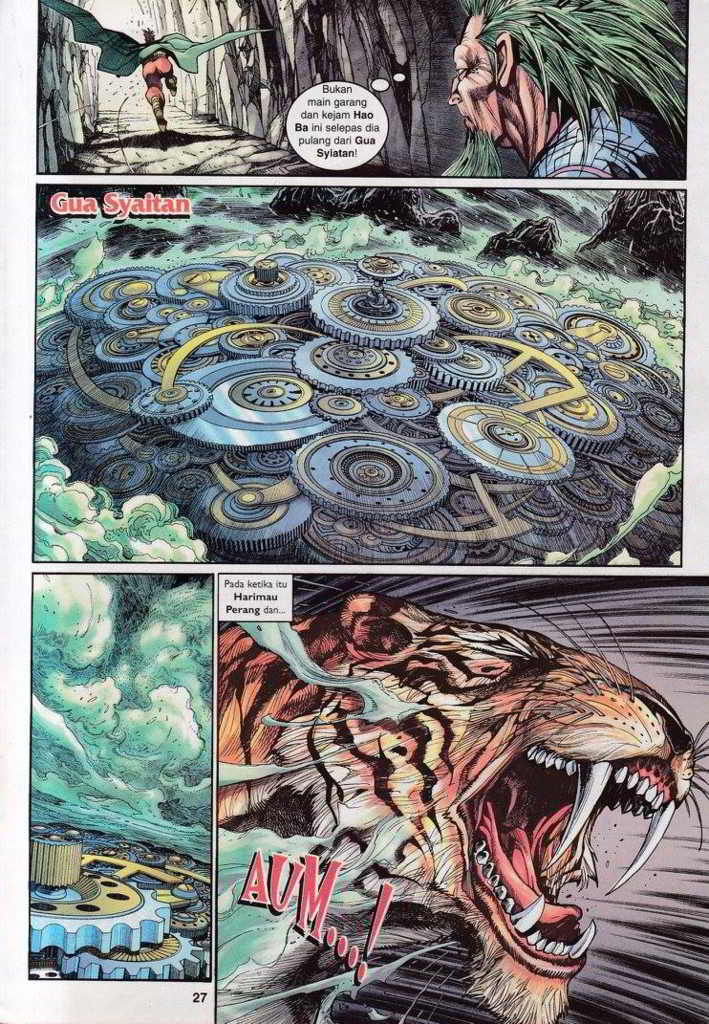 Bukan
main garang
dan kejam Hao
Ba ini selepas dia
pulang dari Gua
Syiatan!
Gua Syaitan
Pada ketika itu
Harimau
Perang dan...
AUM....!
27